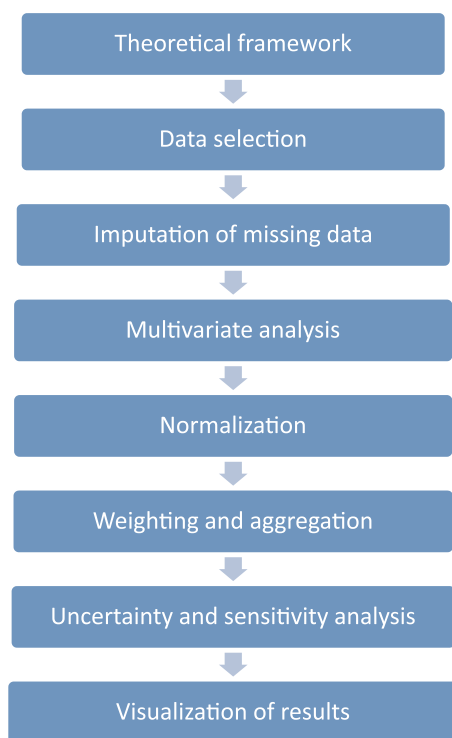 Theoretical framework
Data selection
Imputation of missing data
Multivariate analysis
Normalization
Weighting and aggregation
Uncertainty and sensitivity analysis
Visualization of results